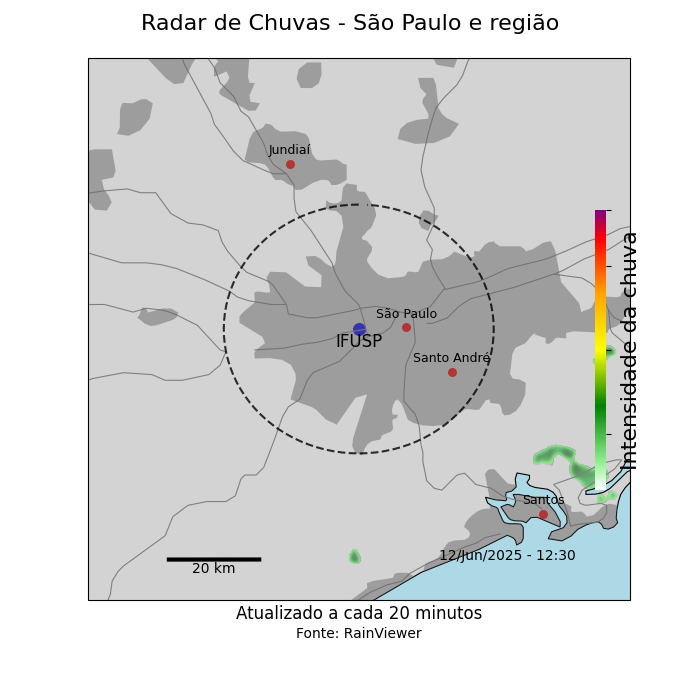 Radar de Chuvas - São Paulo e região
Jundiaí
São Paulo
IFUSP
Santo André
Intensidade da chuva
Santos
12/Jun/2025 - 12:30
20 km
Atualizado a cada 20 minutos
Fonte: RainViewer